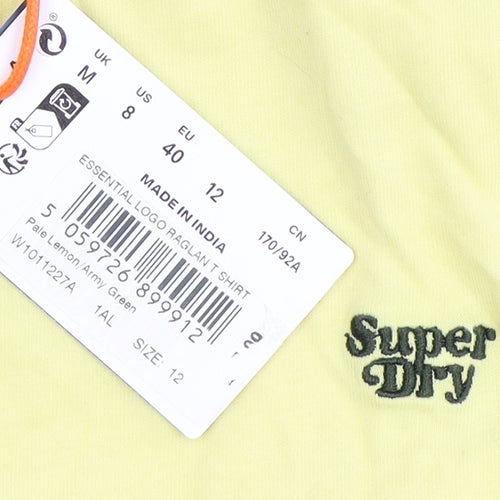 UK US EU CN
M 8 40 12 170/92A
MADE IN INDIA
ESSENTIAL LOGO RAGLAN T SHIRT
5 059726 899912
Pale Lemon/Army Green
W1011227A 1AL SIZE: 12
Super
Dry